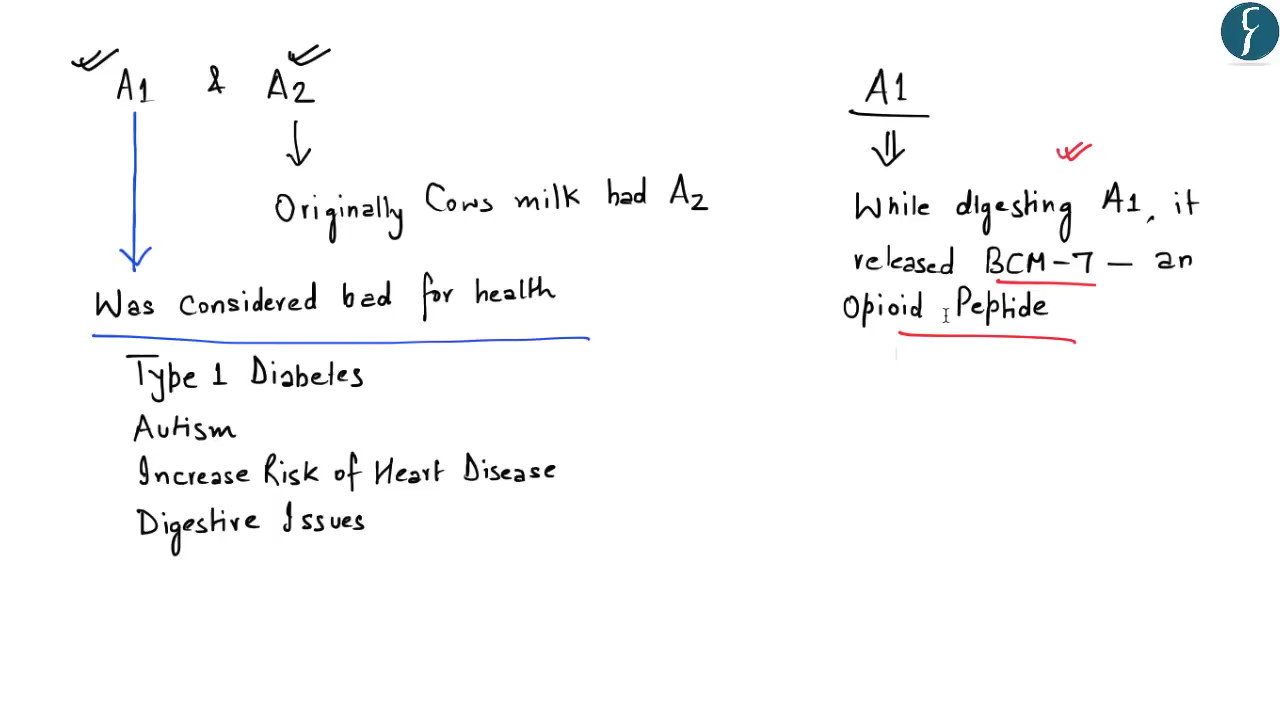 A1 & A2
Originally Cows milk had A2
Was considered bad for health
Type 1 Diabetes
Autism
Increase Risk of Heart Disease
Digestive Issues
A1
While digesting A1, it
released BCM-7 — an
Opioid Peptide